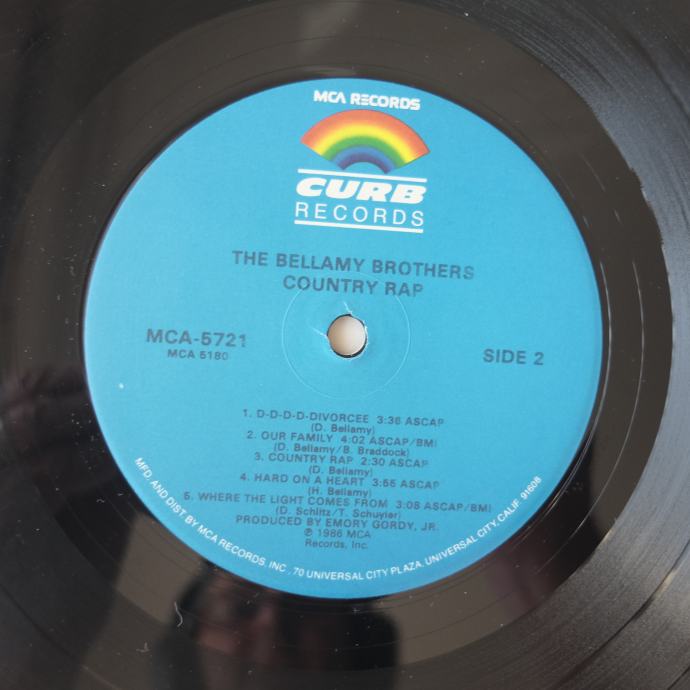 MCA RECORDS
CURB
RECORDS
THE BELLAMY BROTHERS
COUNTRY RAP
MCA-5721
MCA 5180
SIDE 2
1. D-D-D-D-DIVORCEE 3:36 ASCAP
(D. Bellamy)
2. OUR FAMILY 4:02 ASCAP/BMI
(D. Bellamy/B. Braddock)
3. COUNTRY RAP 2:30 ASCAP
(D. Bellamy)
4. HARD ON A HEART 3:55 ASCAP
(H. Bellamy)
5. WHERE THE LIGHT COMES FROM 3:08 ASCAP/BMI
(D. Schlitz/T. Schuyler)
PRODUCED BY EMORY GORDY, JR.
℗ 1986 MCA
Records, Inc.
MFD. AND DIST. BY MCA RECORDS, INC., 70 UNIVERSAL CITY PLAZA, UNIVERSAL CITY, CALIF. 91608